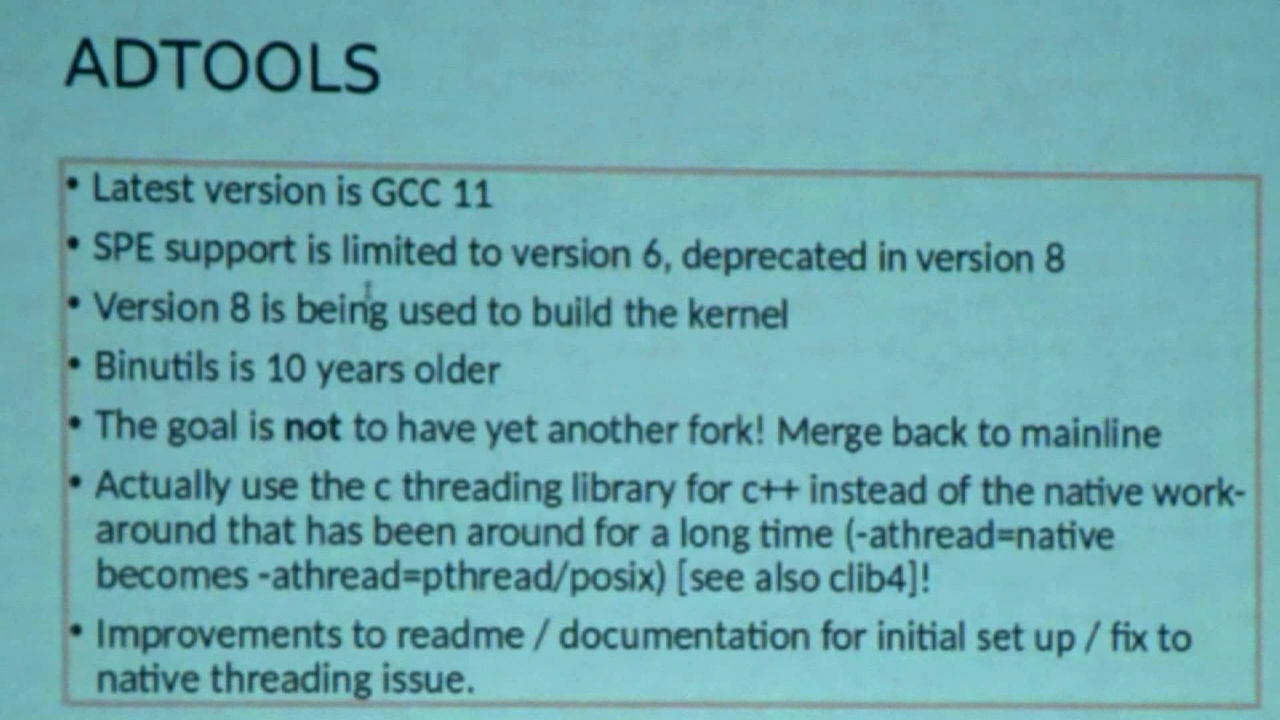 ADTOOLS
• Latest version is GCC 11
• SPE support is limited to version 6, deprecated in version 8
• Version 8 is being used to build the kernel
• Binutils is 10 years older
• The goal is not to have yet another fork! Merge back to mainline
• Actually use the c threading library for c++ instead of the native work-
around that has been around for a long time (-athread=native
becomes -athread=pthread/posix) [see also clib4]!
• Improvements to readme / documentation for initial set up / fix to
native threading issue.